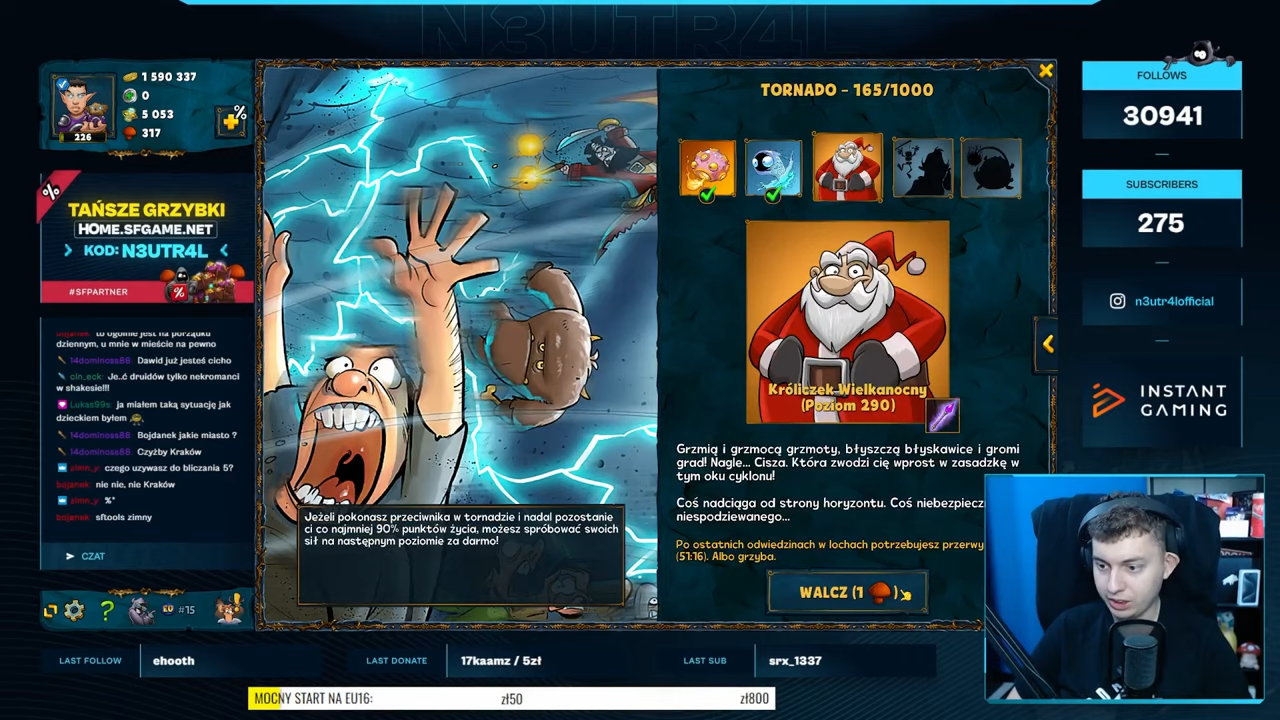 N3UTR4L
1 590 337
0
5 053
317
226
%
%
TAŃSZE GRZYBKI
HOME.SFGAME.NET
KOD: N3UTR4L
#SFPARTNER
%
bojanek: to ogólnie jest na porządku
dziennym, u mnie w mieście na pewno
14dominoss88: Dawid już jesteś cicho
cln_eck: Je..ć druidów tylko nekromanci
w shakesie!!!
Lukas99s: ja miałem taką sytuację jak
dzieckiem byłem
14dominoss88: Bojdanek jakie miasto ?
14dominoss88: Czyżby Kraków
zimn_y: czego uzywasz do bliczania 5?
bojanek: nie nie, nie Kraków
zimn_y: %*
bojanek: sftools zimny
CZAT
?
EU #15
TORNADO - 165/1000
Króliczek Wielkanocny
(Poziom 290)
Grzmią i grzmocą grzmoty, błyszczą błyskawice i gromi
grad! Nagle... Cisza. Która zwodzi cię wprost w zasadzkę w
tym oku cyklonu!
Coś nadciąga od strony horyzontu. Coś niebezpiecz
niespodziewanego...
Po ostatnich odwiedzinach w lochach potrzebujesz przerwy
(51:16). Albo grzyba.
WALCZ (1 )
Jeżeli pokonasz przeciwnika w tornadzie i nadal pozostanie
ci co najmniej 90% punktów życia, możesz spróbować swoich
sił na następnym poziomie za darmo!
FOLLOWS
30941
SUBSCRIBERS
275
n3utr4lofficial
INSTANT
GAMING
LAST FOLLOW
ehooth
LAST DONATE
17kaamz / 5zł
LAST SUB
srx_1337
MOCNY START NA EU16:
zł50
zł800